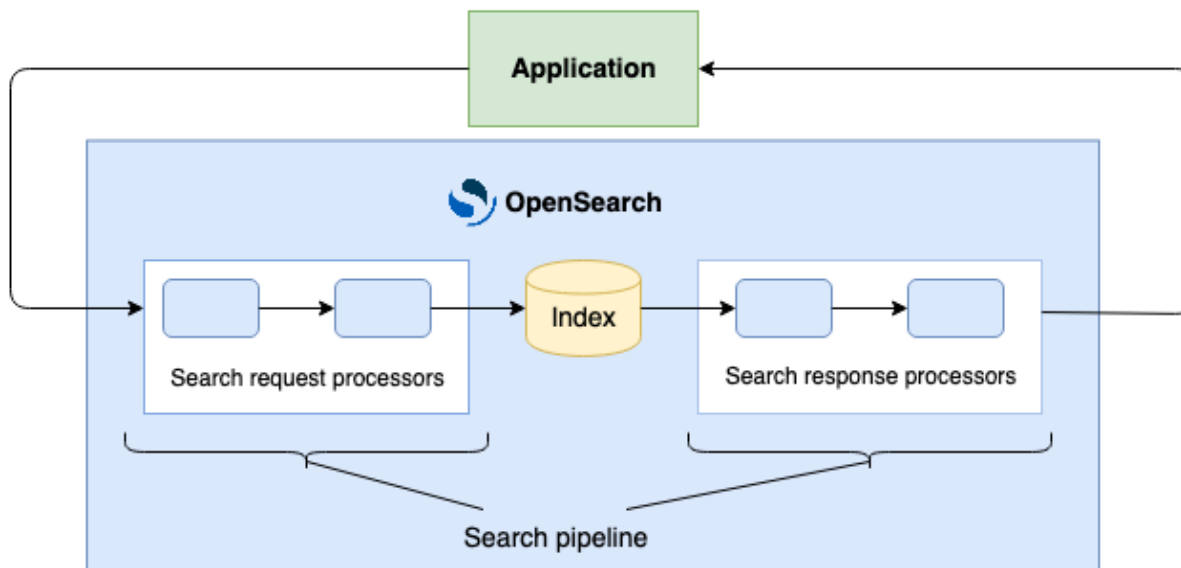 Application
OpenSearch
Index
Search request processors
Search response processors
Search pipeline